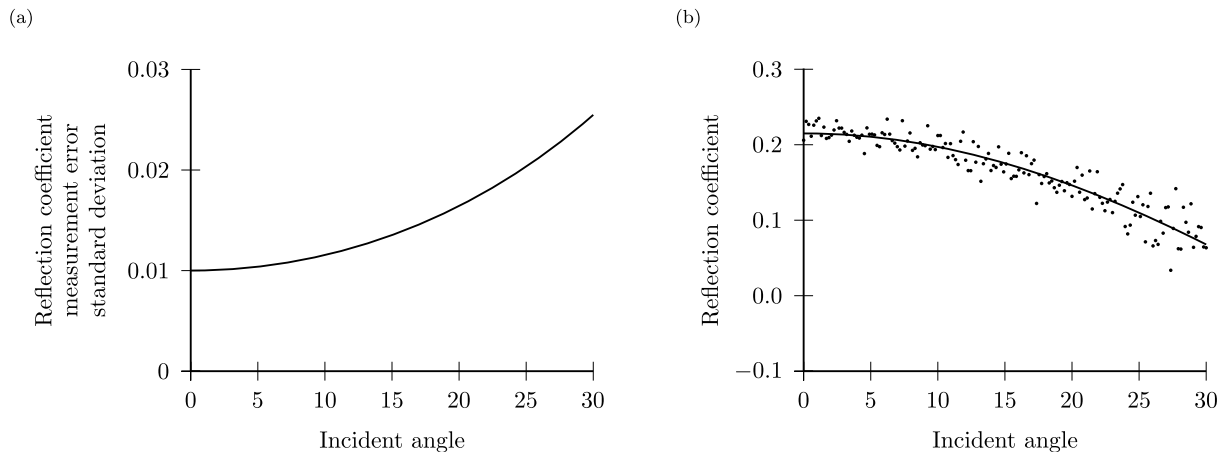 (a)
0.03
0.02
0.01
0
Reflection coefficient
measurement error
standard deviation
0 5 10 15 20 25 30
Incident angle
(b)
0.3
0.2
0.1
0.0
−0.1
Reflection coefficient
0 5 10 15 20 25 30
Incident angle